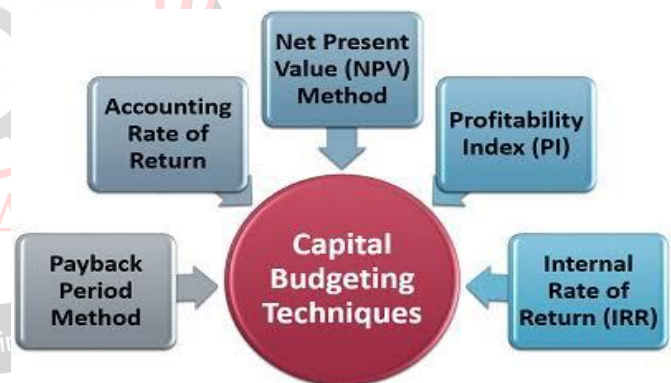 Net Present
Value (NPV)
Method
Accounting
Rate of
Return
Profitability
Index (PI)
Payback
Period
Method
Capital
Budgeting
Techniques
Internal
Rate of
Return (IRR)